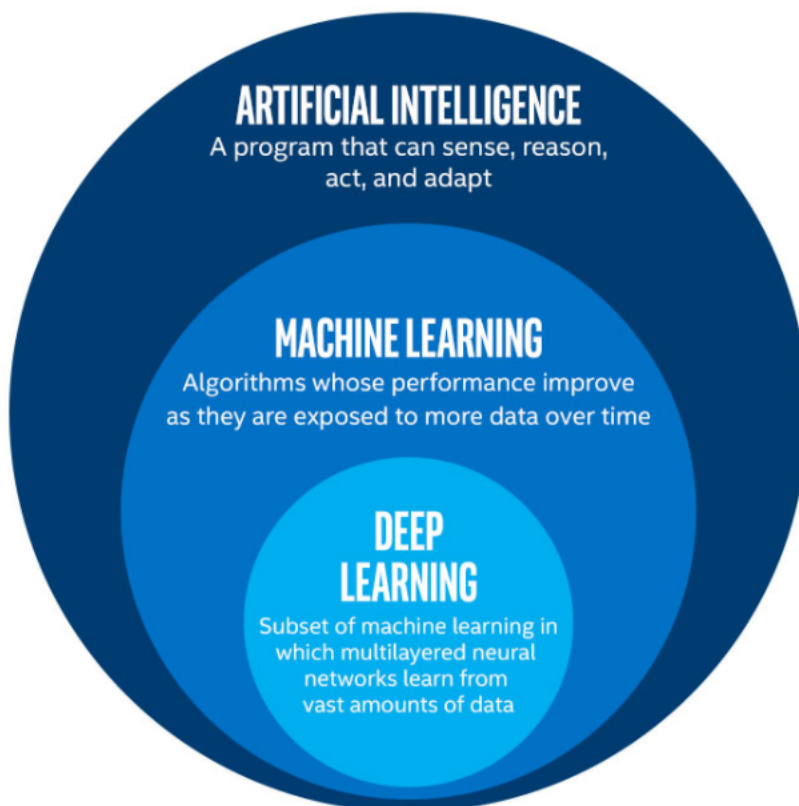 ARTIFICIAL INTELLIGENCE
A program that can sense, reason,
act, and adapt
MACHINE LEARNING
Algorithms whose performance improve
as they are exposed to more data over time
DEEP
LEARNING
Subset of machine learning in
which multilayered neural
networks learn from
vast amounts of data